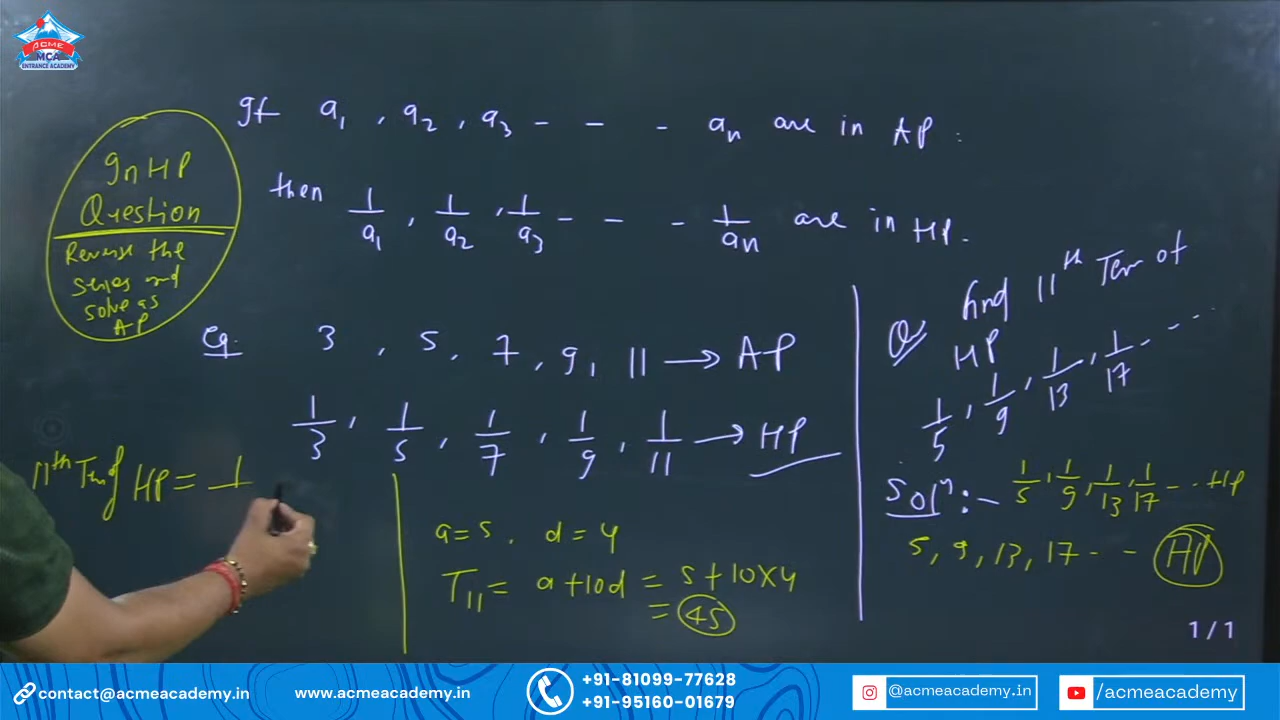 ACME
MCA
ENTRANCE ACADEMY
If a1 , a2 , a3 - - - an are in AP .
then 1/a1 , 1/a2 , 1/a3 - - - 1/an are in HP .
In HP
Question
Reverse the
series and
solve as
AP
Eg. 3 , 5 , 7 , 9 , 11 → AP
1/3 , 1/5 , 1/7 , 1/9 , 1/11 → HP
Q find 11th Term of
HP
1/5 , 1/9 , 1/13 , 1/17 - - -
Soln :- 1/5 , 1/9 , 1/13 , 1/17 - - - HP
5 , 9 , 13 , 17 - - AP
a = 5 , d = 4
T11 = a + 10d = 5 + 10 × 4
= 45
11th Term of HP = 1
1/1
contact@acmeacademy.in
www.acmeacademy.in
+91-81099-77628
+91-95160-01679
@acmeacademy.in
/acmeacademy